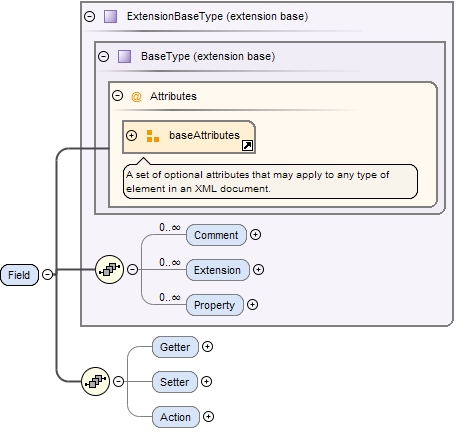 ExtensionBaseType (extension base)
BaseType (extension base)
@ Attributes
baseAttributes
A set of optional attributes that may apply to any type of
element in an XML document.
0..∞
Comment
0..∞
Extension
0..∞
Property
Field
Getter
Setter
Action